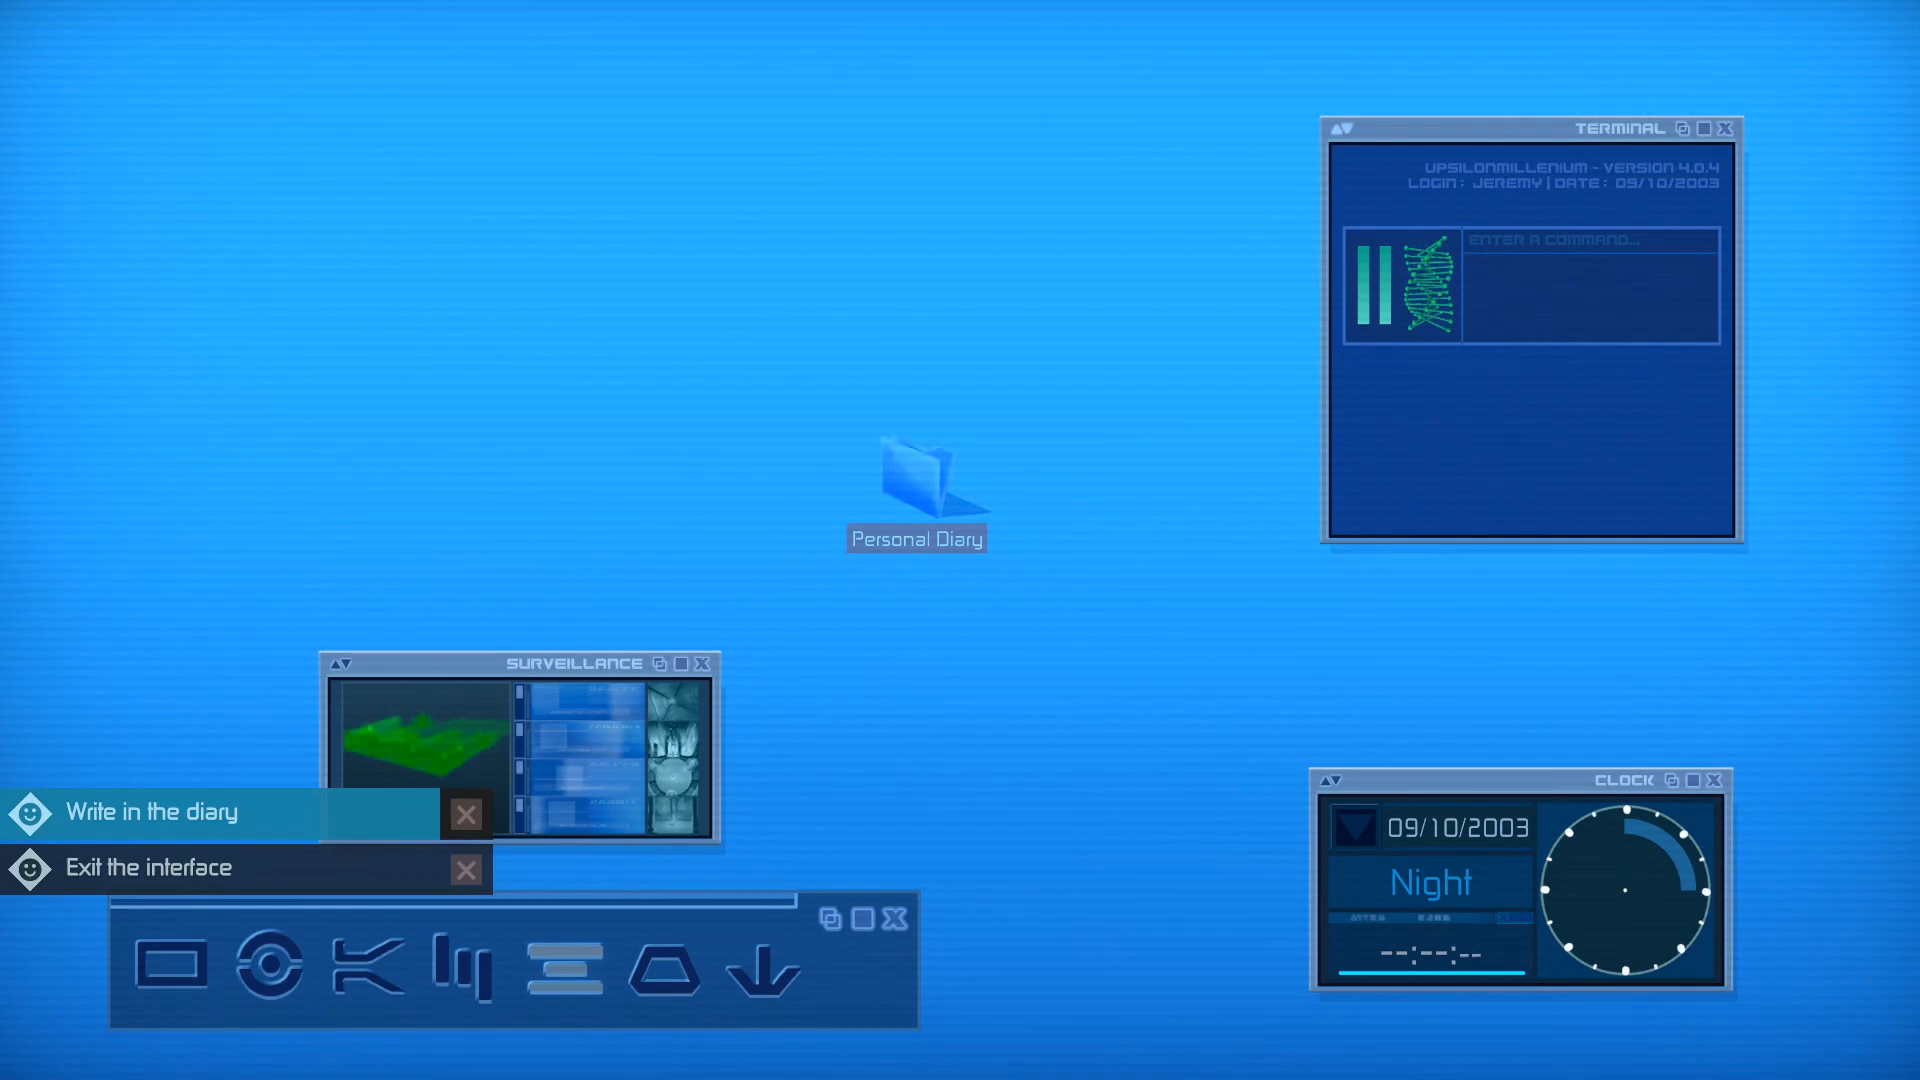 TERMINAL
UPSILONMILLENIUM - VERSION 4.0.4
LOGIN : JEREMY | DATE : 09/10/2003
ENTER A COMMAND...
Personal Diary
SURVEILLANCE
Write in the diary
Exit the interface
CLOCK
09/10/2003
Night
--:--:--